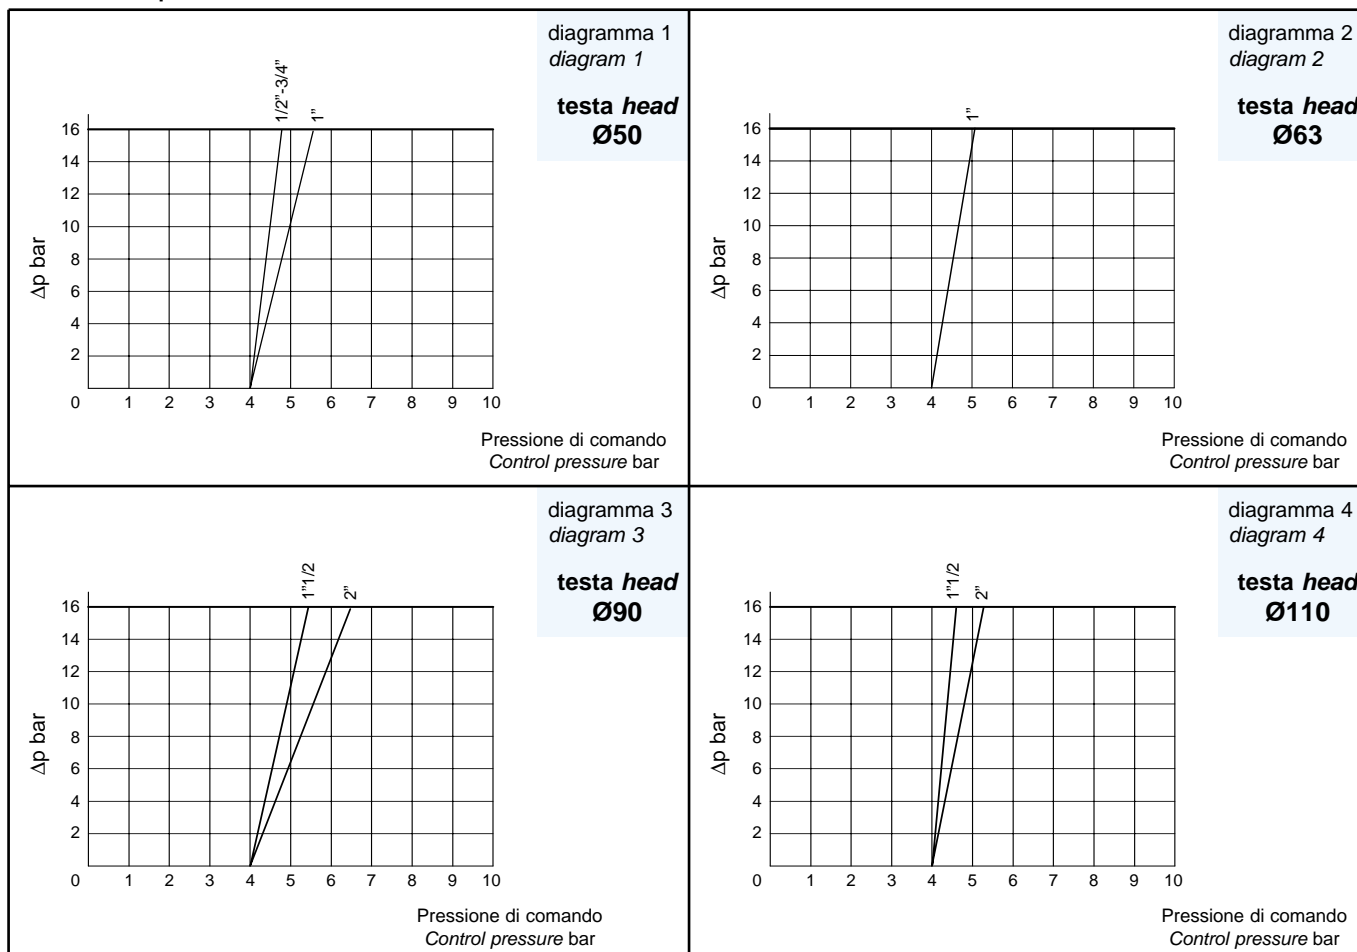 diagramma 1
diagram 1
testa head
Ø50
1/2”-3/4”
1”
16
14
12
10
8
6
4
2
Δp bar
0 1 2 3 4 5 6 7 8 9 10
Pressione di comando
Control pressure bar
diagramma 2
diagram 2
testa head
Ø63
1”
16
14
12
10
8
6
4
2
Δp bar
0 1 2 3 4 5 6 7 8 9 10
Pressione di comando
Control pressure bar
diagramma 3
diagram 3
testa head
Ø90
1”1/2
2”
16
14
12
10
8
6
4
2
Δp bar
0 1 2 3 4 5 6 7 8 9 10
Pressione di comando
Control pressure bar
diagramma 4
diagram 4
testa head
Ø110
1”1/2
2”
16
14
12
10
8
6
4
2
Δp bar
0 1 2 3 4 5 6 7 8 9 10
Pressione di comando
Control pressure bar